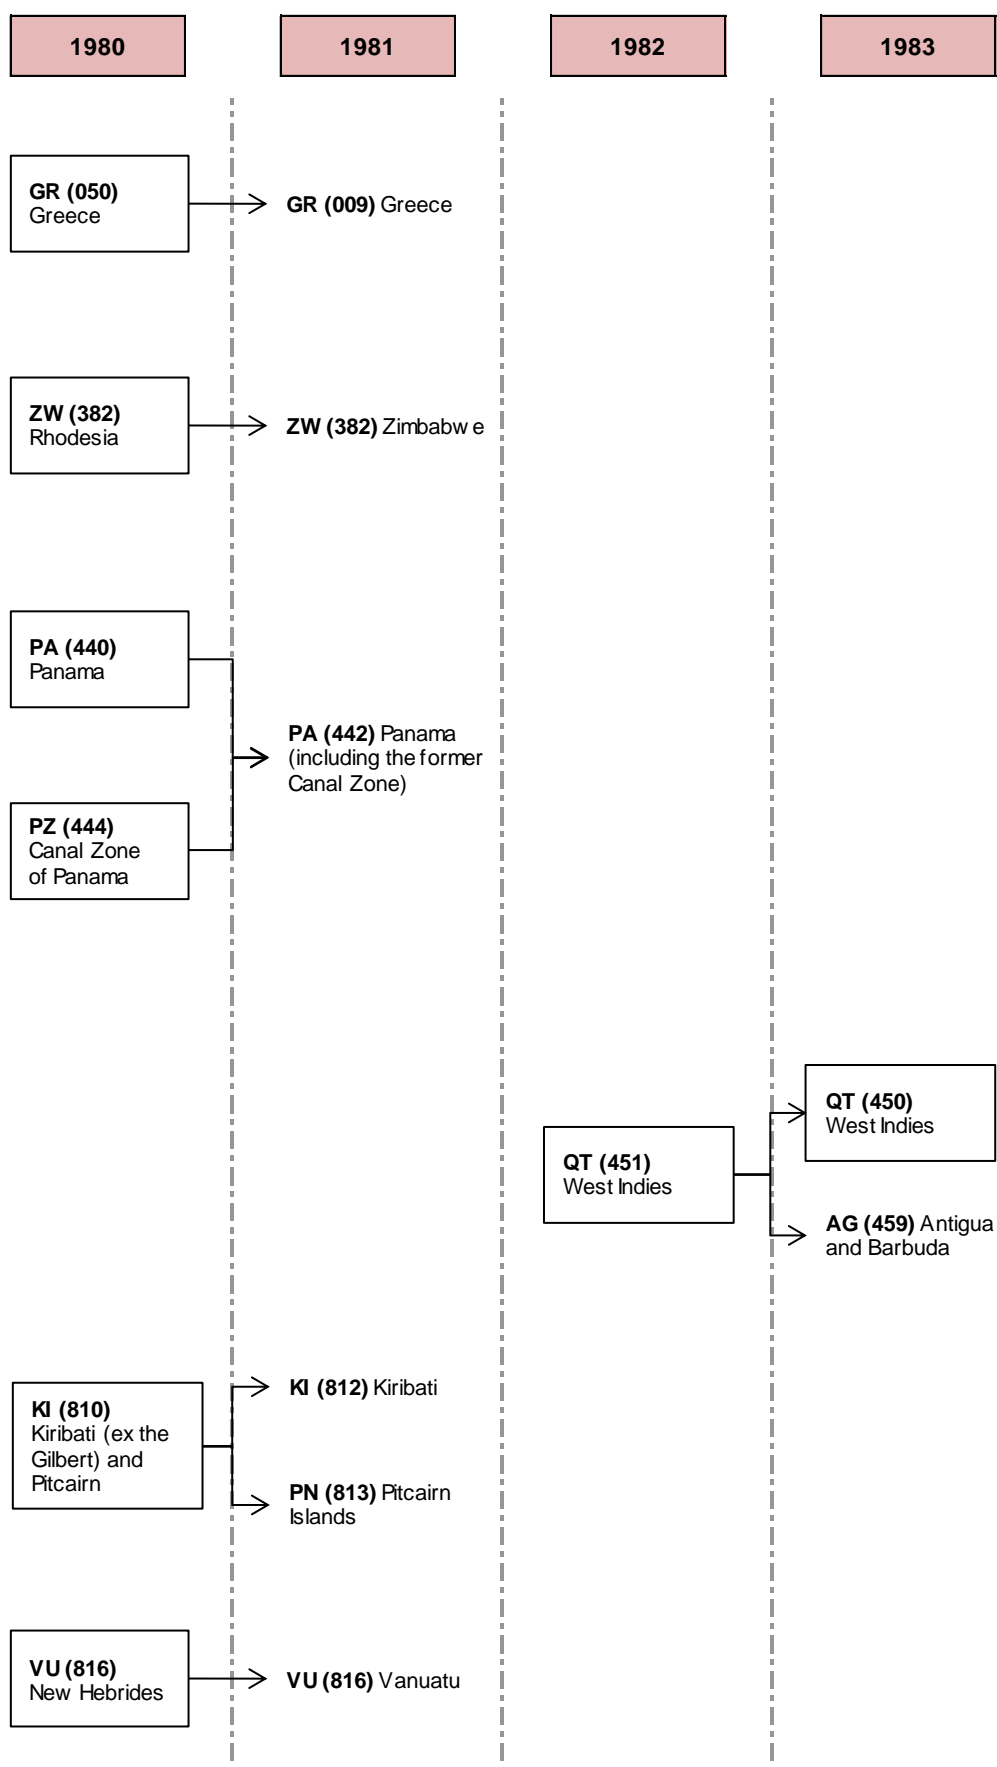 1980
1981
1982
1983
GR (050)
Greece
GR (009) Greece
ZW (382)
Rhodesia
ZW (382) Zimbabwe
PA (440)
Panama
PA (442) Panama
(including the former
Canal Zone)
PZ (444)
Canal Zone
of Panama
QT (451)
West Indies
QT (450)
West Indies
AG (459) Antigua
and Barbuda
KI (810)
Kiribati (ex the
Gilbert) and
Pitcairn
KI (812) Kiribati
PN (813) Pitcairn
Islands
VU (816)
New Hebrides
VU (816) Vanuatu